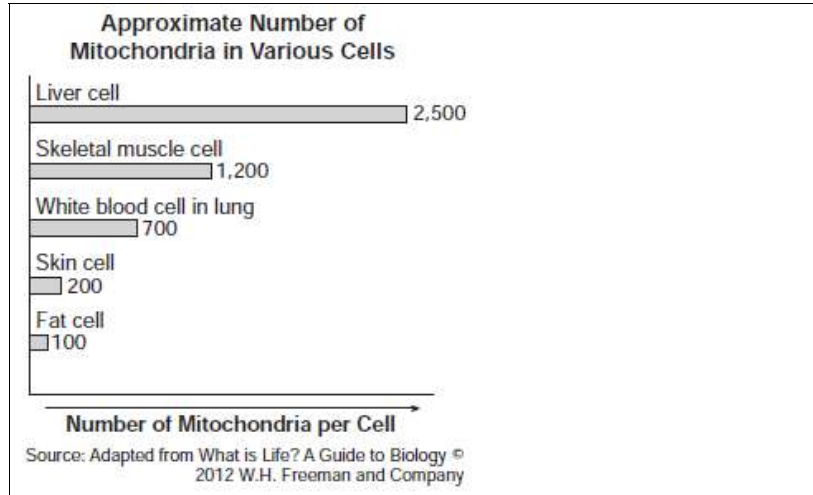 Approximate Number of
Mitochondria in Various Cells
Liver cell
2,500
Skeletal muscle cell
1,200
White blood cell in lung
700
Skin cell
200
Fat cell
100
Number of Mitochondria per Cell
Source: Adapted from What is Life? A Guide to Biology ©
2012 W.H. Freeman and Company